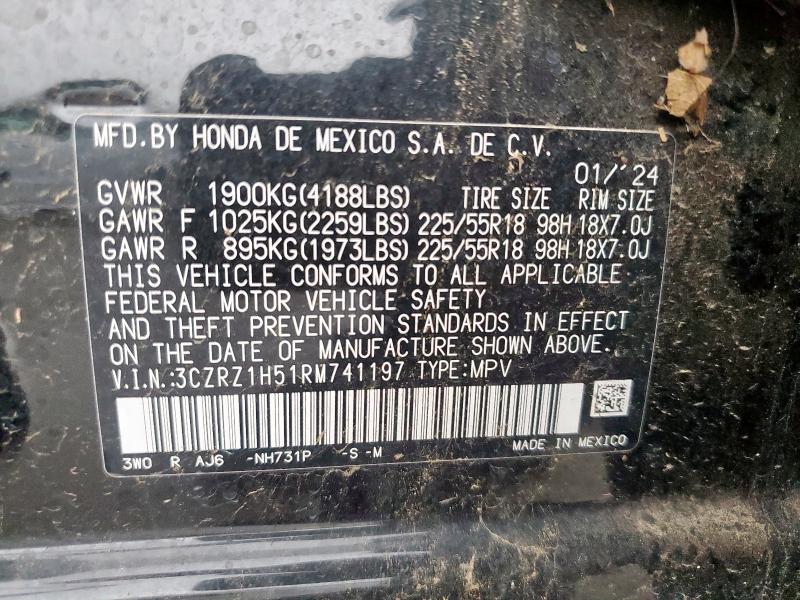 MFD.BY HONDA DE MEXICO S.A. DE C.V.
01/'24
GVWR 1900KG(4188LBS) TIRE SIZE RIM SIZE
GAWR F 1025KG(2259LBS) 225/55R18 98H 18X7.0J
GAWR R 895KG(1973LBS) 225/55R18 98H 18X7.0J
THIS VEHICLE CONFORMS TO ALL APPLICABLE
FEDERAL MOTOR VEHICLE SAFETY
AND THEFT PREVENTION STANDARDS IN EFFECT
ON THE DATE OF MANUFACTURE SHOWN ABOVE.
V.I.N.:3CZRZ1H51RM741197 TYPE:MPV
3W0 R AJ6 -NH731P -S -M MADE IN MEXICO